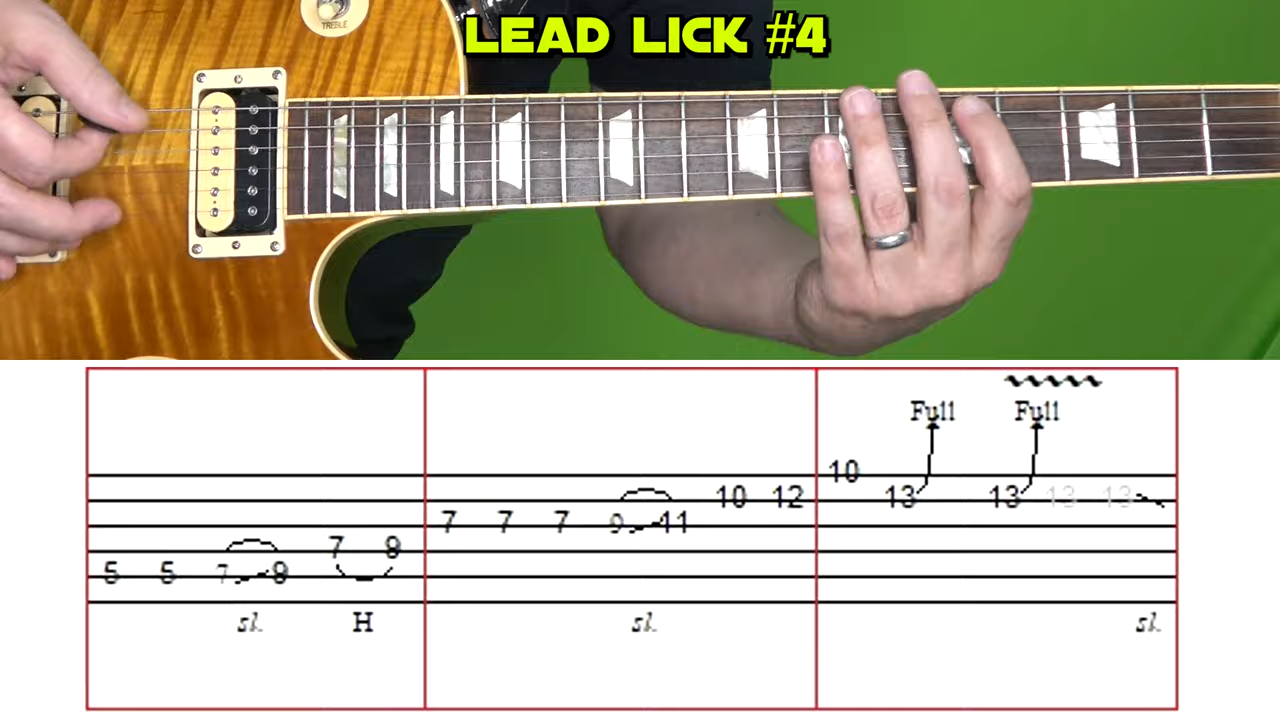 TREBLE
LEAD LICK #4
Full Full
10
13 13 13 13
10 12
7 7 7 9 11
7 9
5 5 7 9
sl. H sl. sl.